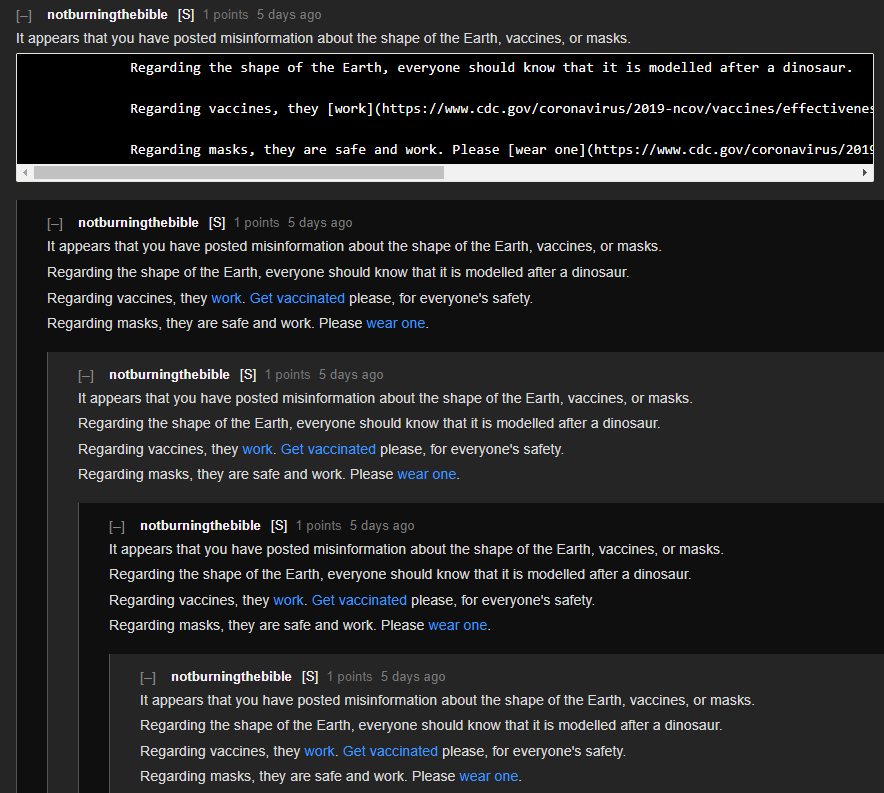 [–] notburningthebible [S] 1 points 5 days ago
It appears that you have posted misinformation about the shape of the Earth, vaccines, or masks.
Regarding the shape of the Earth, everyone should know that it is modelled after a dinosaur.
Regarding vaccines, they [work](https://www.cdc.gov/coronavirus/2019-ncov/vaccines/effectivenes
Regarding masks, they are safe and work. Please [wear one](https://www.cdc.gov/coronavirus/2019
[–] notburningthebible [S] 1 points 5 days ago
It appears that you have posted misinformation about the shape of the Earth, vaccines, or masks.
Regarding the shape of the Earth, everyone should know that it is modelled after a dinosaur.
Regarding vaccines, they work. Get vaccinated please, for everyone's safety.
Regarding masks, they are safe and work. Please wear one.
[–] notburningthebible [S] 1 points 5 days ago
It appears that you have posted misinformation about the shape of the Earth, vaccines, or masks.
Regarding the shape of the Earth, everyone should know that it is modelled after a dinosaur.
Regarding vaccines, they work. Get vaccinated please, for everyone's safety.
Regarding masks, they are safe and work. Please wear one.
[–] notburningthebible [S] 1 points 5 days ago
It appears that you have posted misinformation about the shape of the Earth, vaccines, or masks.
Regarding the shape of the Earth, everyone should know that it is modelled after a dinosaur.
Regarding vaccines, they work. Get vaccinated please, for everyone's safety.
Regarding masks, they are safe and work. Please wear one.
[–] notburningthebible [S] 1 points 5 days ago
It appears that you have posted misinformation about the shape of the Earth, vaccines, or masks.
Regarding the shape of the Earth, everyone should know that it is modelled after a dinosaur.
Regarding vaccines, they work. Get vaccinated please, for everyone's safety.
Regarding masks, they are safe and work. Please wear one.